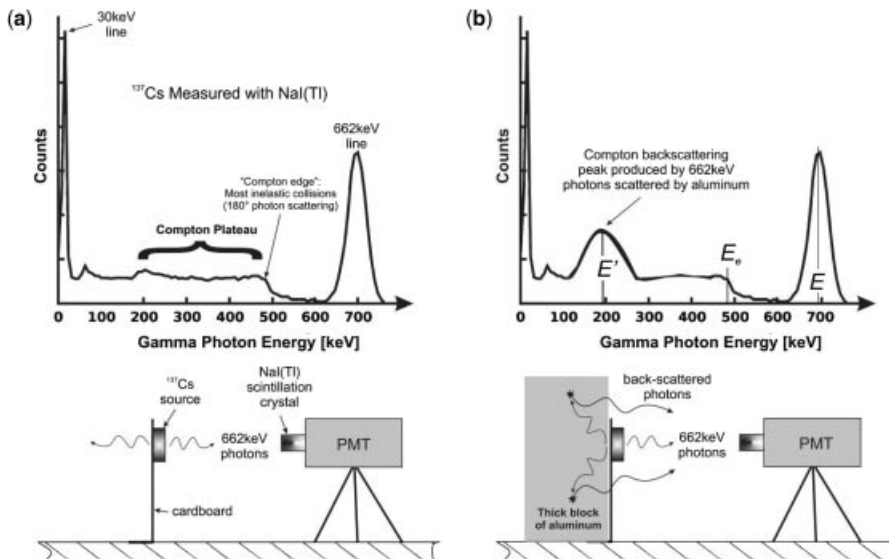 (a)
30keV
line
¹³⁷Cs Measured with NaI(Tl)
662keV
line
"Compton edge":
Most inelastic collisions
(180° photon scattering)
Compton Plateau
Counts
0 100 200 300 400 500 600 700
Gamma Photon Energy [keV]
¹³⁷Cs
source
NaI(Tl)
scintillation
crystal
662keV
photons
PMT
cardboard
(b)
Compton backscattering
peak produced by 662keV
photons scattered by aluminum
E'
Eₑ
E
Counts
0 100 200 300 400 500 600 700
Gamma Photon Energy [keV]
back-scattered
photons
662keV
photons
PMT
Thick block
of aluminum